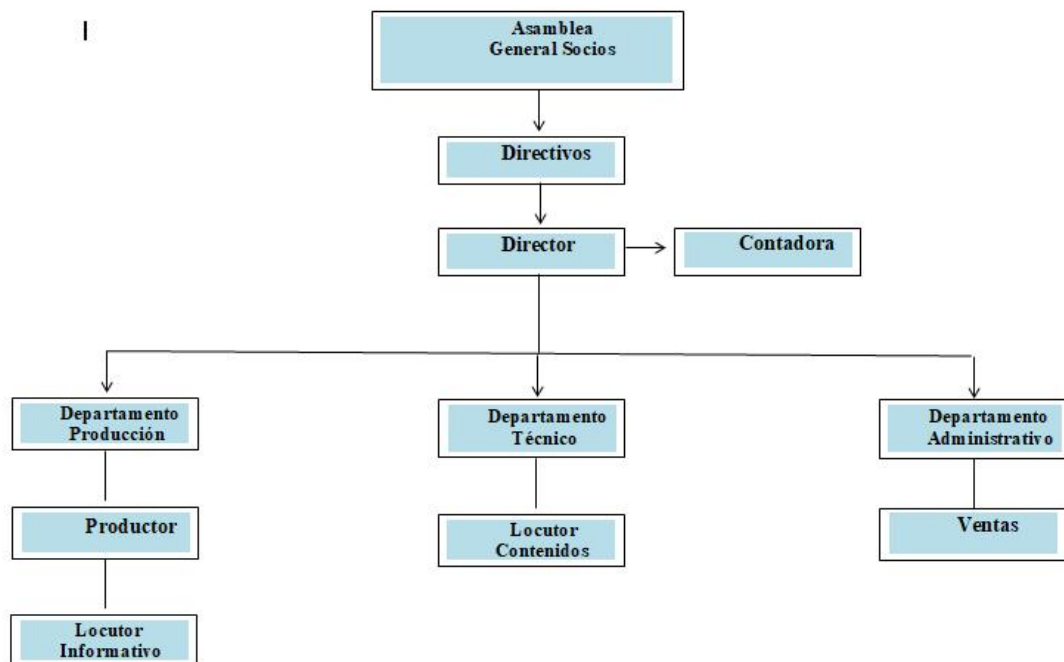 Asamblea
General Socios
Directivos
Director
Contadora
Departamento
Producción
Departamento
Técnico
Departamento
Administrativo
Productor
Locutor
Contenidos
Ventas
Locutor
Informativo